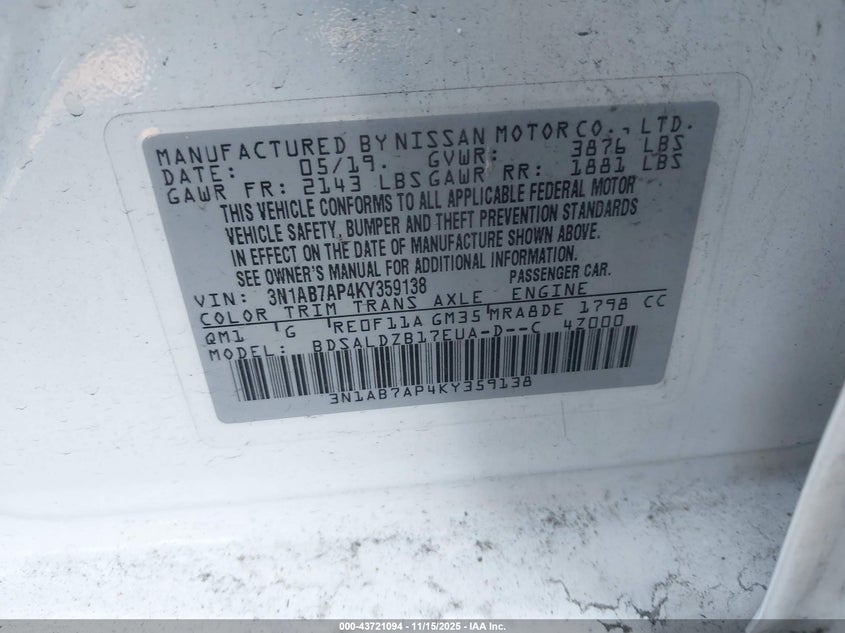 MANUFACTURED BY NISSAN MOTOR CO., LTD.
DATE: 05/19. GVWR: 3876 LBS
GAWR FR: 2143 LBS GAWR RR: 1881 LBS
THIS VEHICLE CONFORMS TO ALL APPLICABLE FEDERAL MOTOR
VEHICLE SAFETY, BUMPER AND THEFT PREVENTION STANDARDS
IN EFFECT ON THE DATE OF MANUFACTURE SHOWN ABOVE.
SEE OWNER'S MANUAL FOR ADDITIONAL INFORMATION.
VIN: 3N1AB7AP4KY359138 PASSENGER CAR.
COLOR TRIM TRANS AXLE ENGINE
QM1 G RE0F11A GM35 MRA8DE 1798 CC
MODEL: BDSALDZB17EUA-D--C 4Z000
3N1AB7AP4KY359138
000-43721094 - 11/15/2025 - IAA Inc.